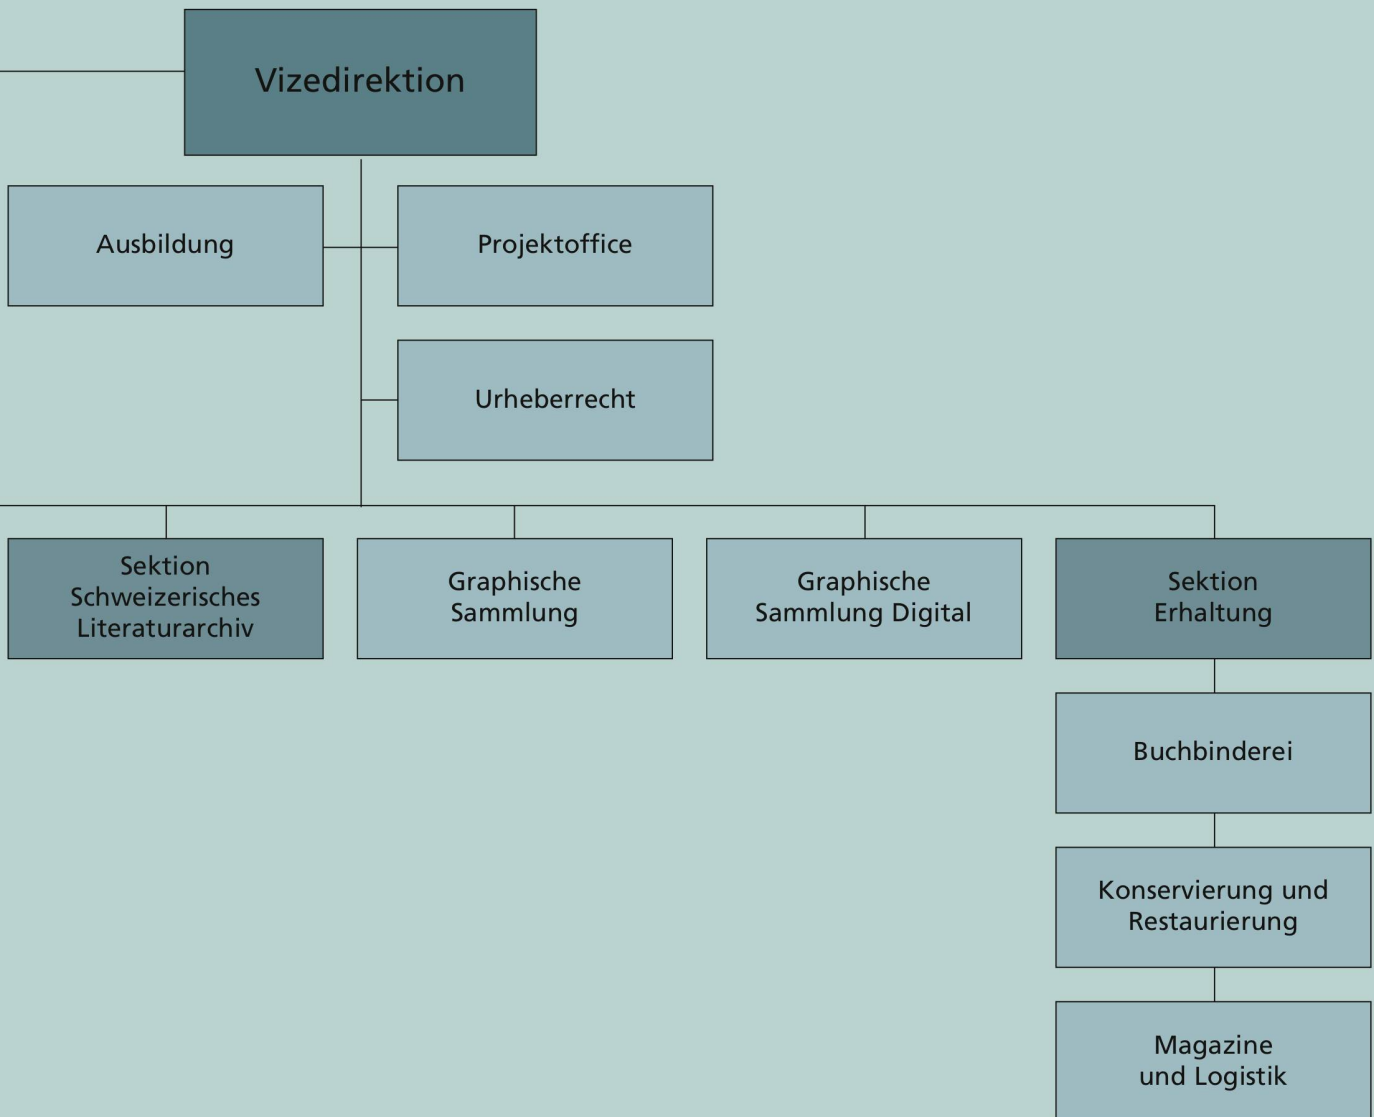 Vizedirektion
Ausbildung
Projektoffice
Urheberrecht
Sektion
Schweizerisches
Literaturarchiv
Graphische
Sammlung
Graphische
Sammlung Digital
Sektion
Erhaltung
Buchbinderei
Konservierung und
Restaurierung
Magazine
und Logistik